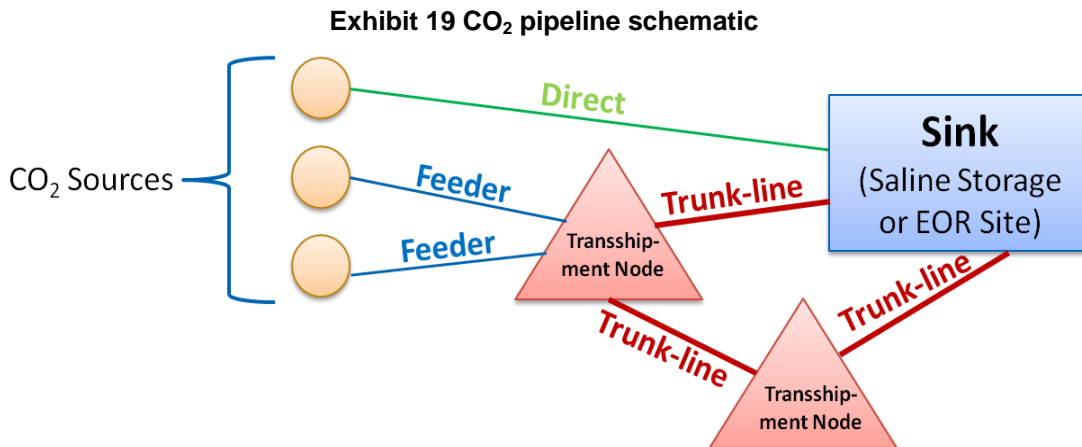 Exhibit 19 CO₂ pipeline schematic
Direct
Sink
(Saline Storage
or EOR Site)
CO₂ Sources
Feeder
Trunk-line
Feeder
Transship-
ment Node
Trunk-line
Trunk-line
Transship-
ment Node